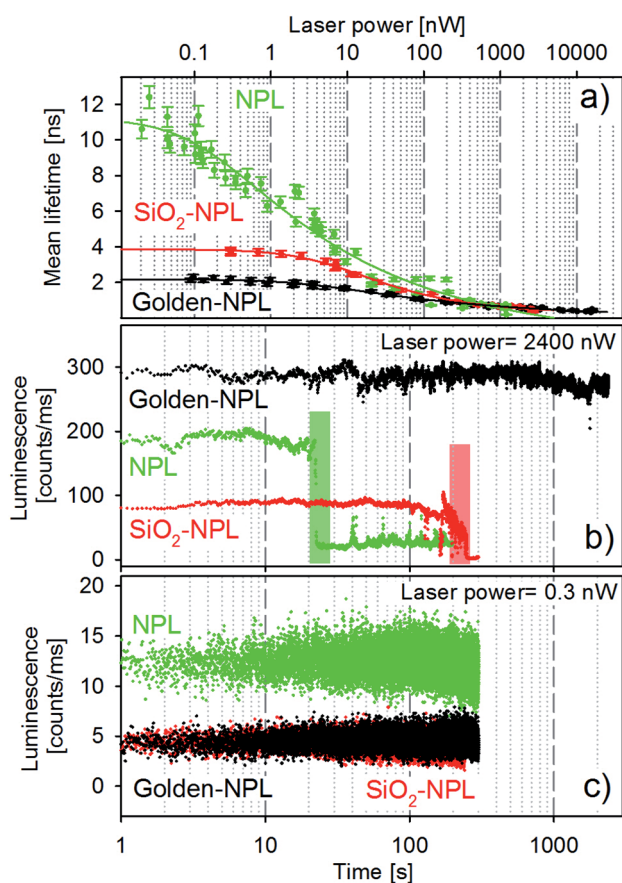 Laser power [nW]
0.1 1 10 100 1000 10000
a)
NPL
12
10
8
6
4
2
Mean lifetime [ns]
SiO2-NPL
Golden-NPL
Laser power= 2400 nW
300
200
100
0
Luminescence
[counts/ms]
Golden-NPL
NPL
SiO2-NPL
b)
Laser power= 0.3 nW
20
15
10
5
0
Luminescence
[counts/ms]
NPL
Golden-NPL
SiO2-NPL
c)
1 10 100 1000
Time [s]